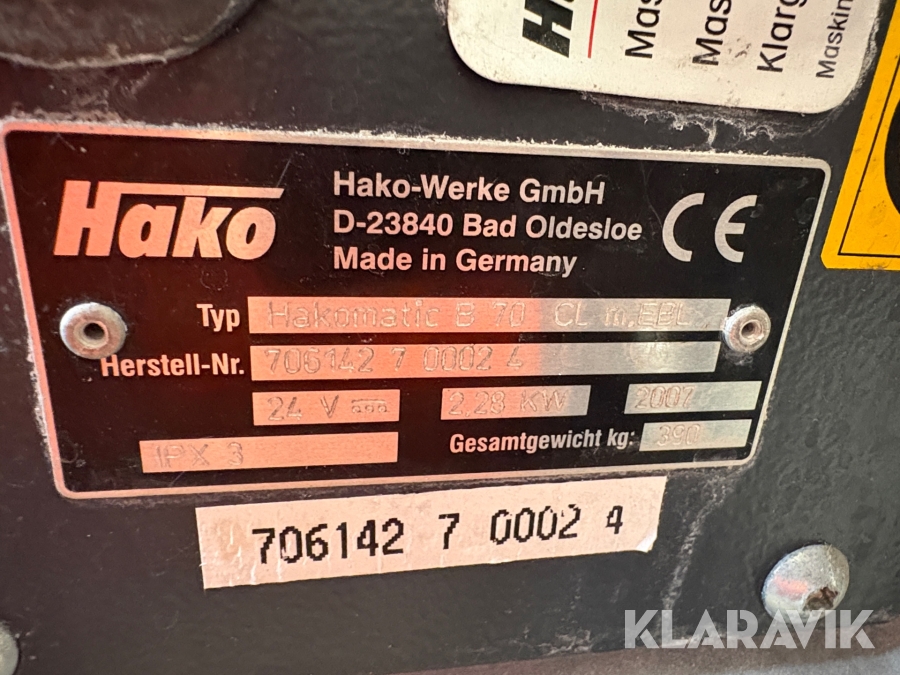 Mas
Mas
Klarg
Maskin
Hako
Hako-Werke GmbH
D-23840 Bad Oldesloe
Made in Germany
CE
Typ Hakomatic B 70 CL m,EBL
Herstell-Nr. 706142 7 0002 4
24 V 2,28 KW 2007
IPX 3 Gesamtgewicht kg: 390
706142 7 0002 4
KLARAVIK